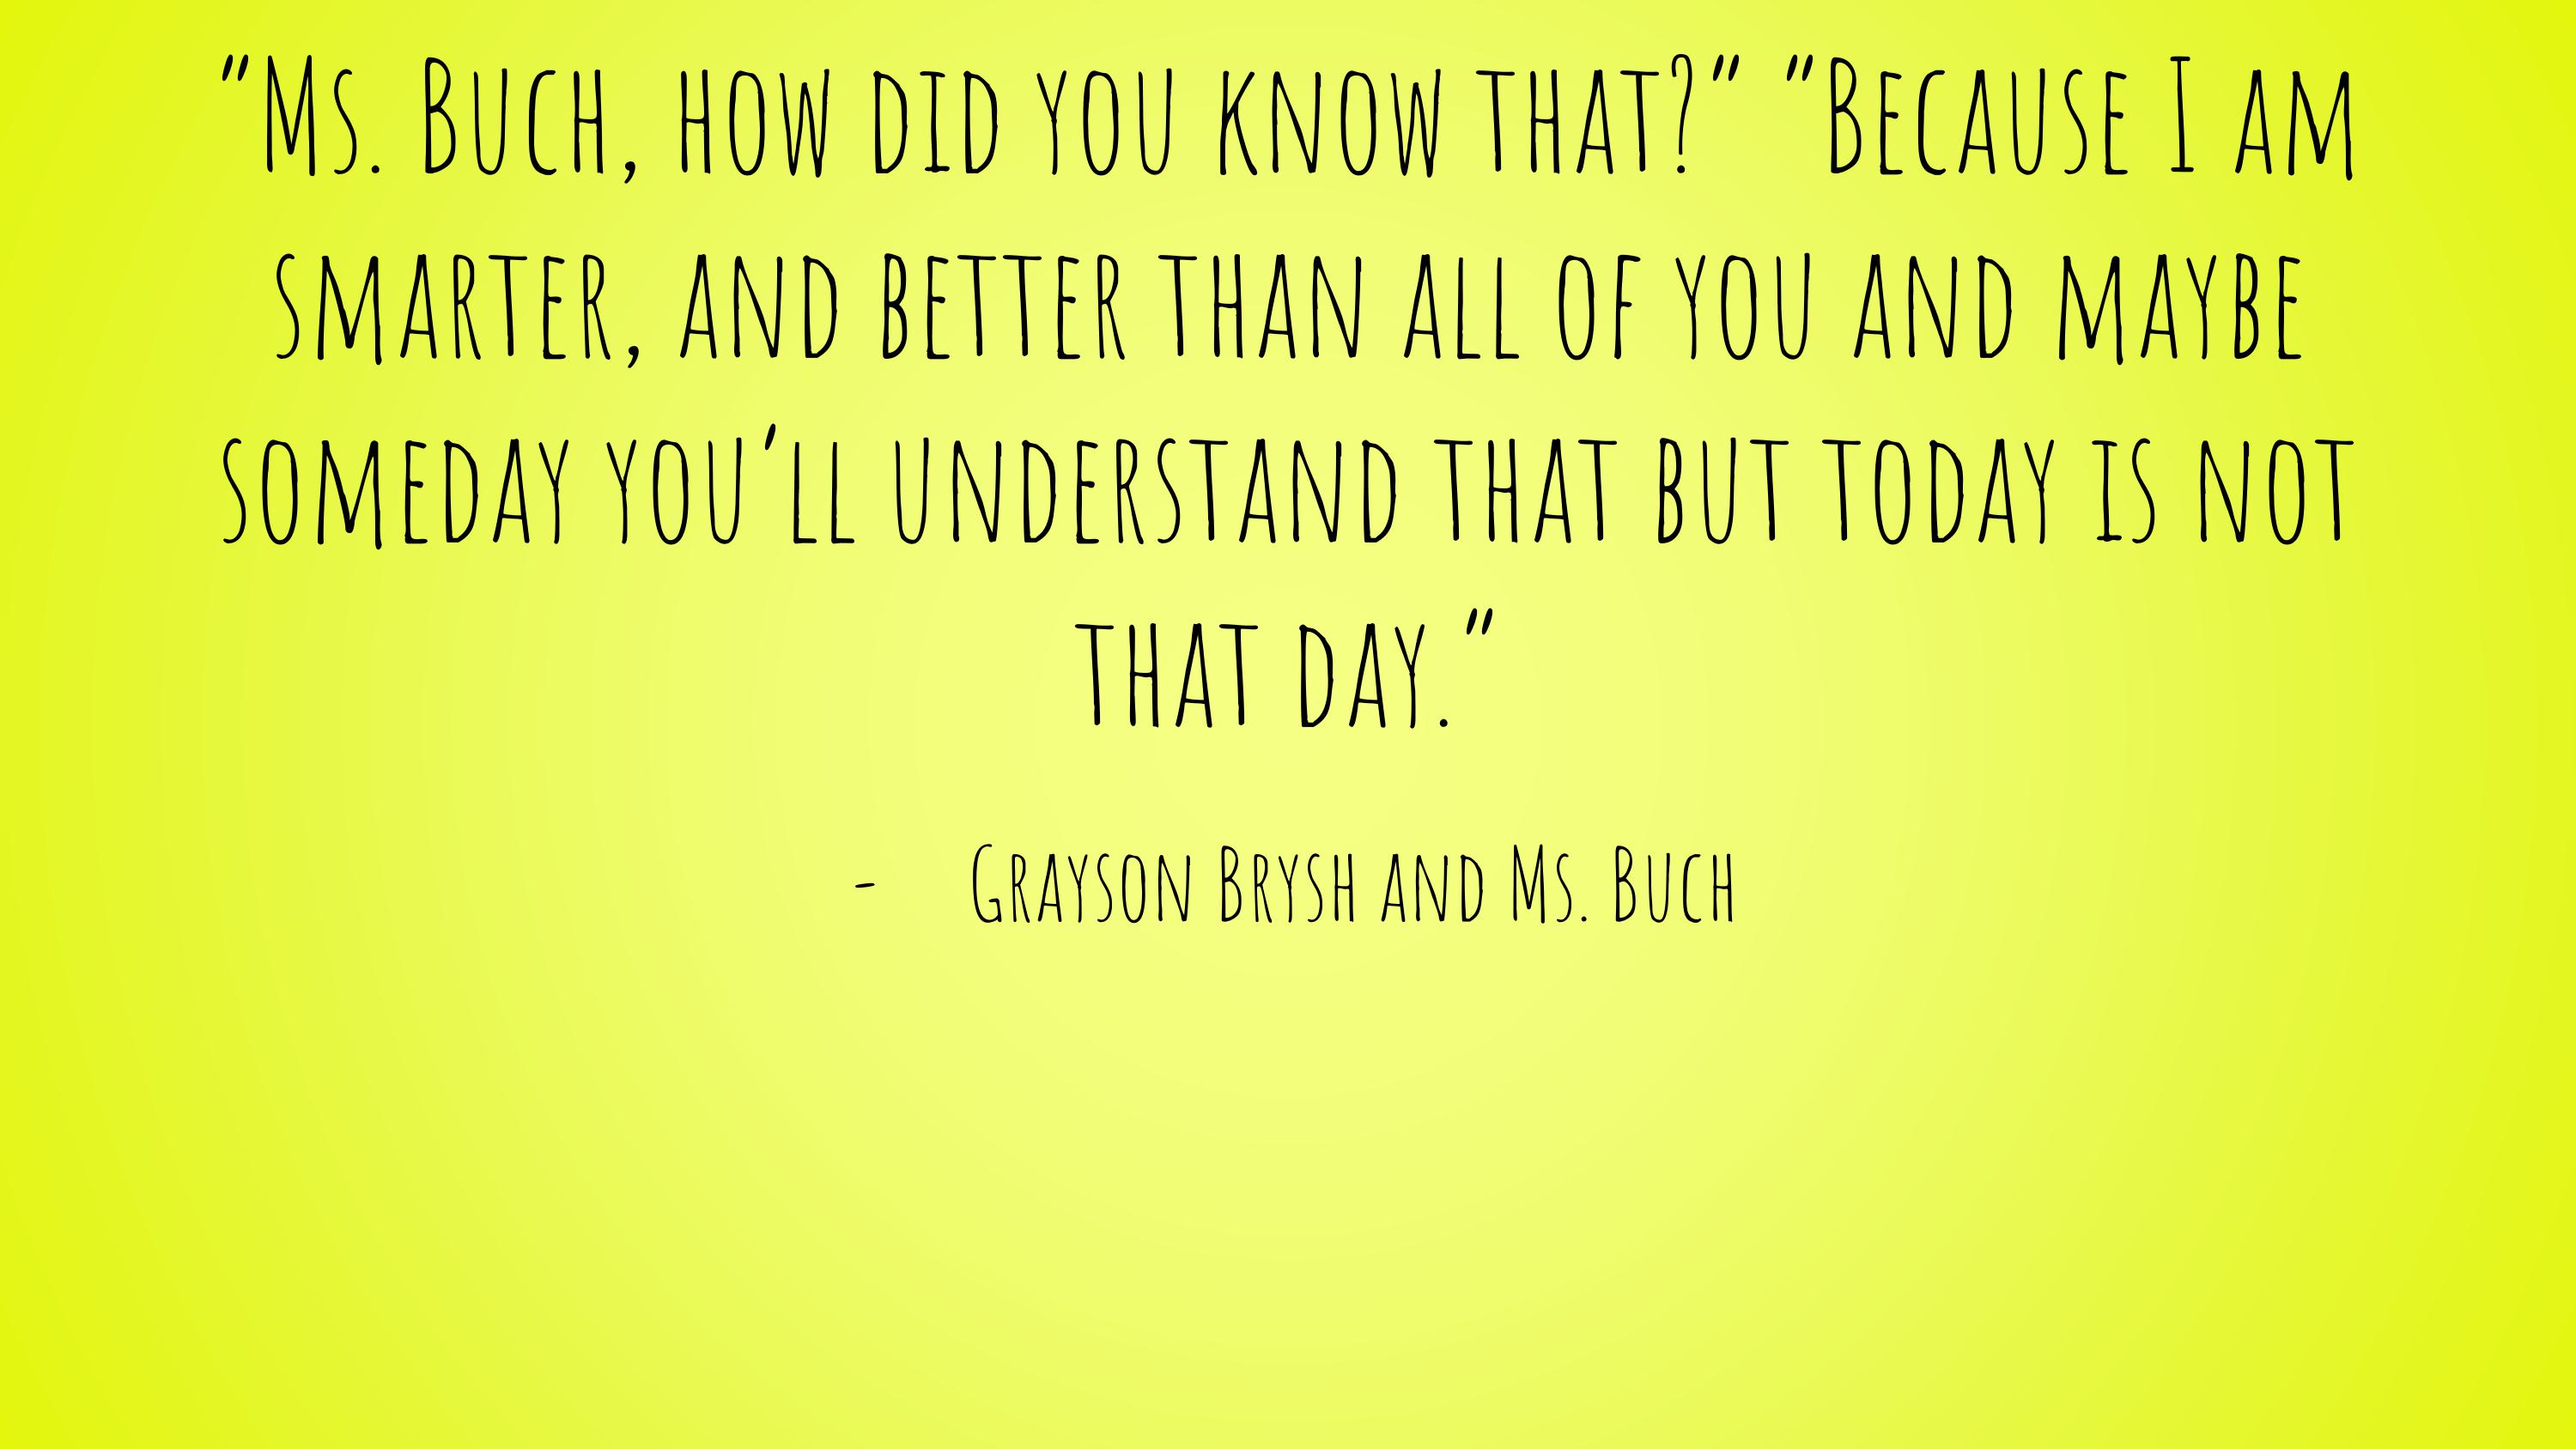 "Ms. Buch, how did you know that?" "Because I am
smarter, and better than all of you and maybe
someday you'll understand that but today is not
that day."
- Grayson Brysh and Ms. Buch